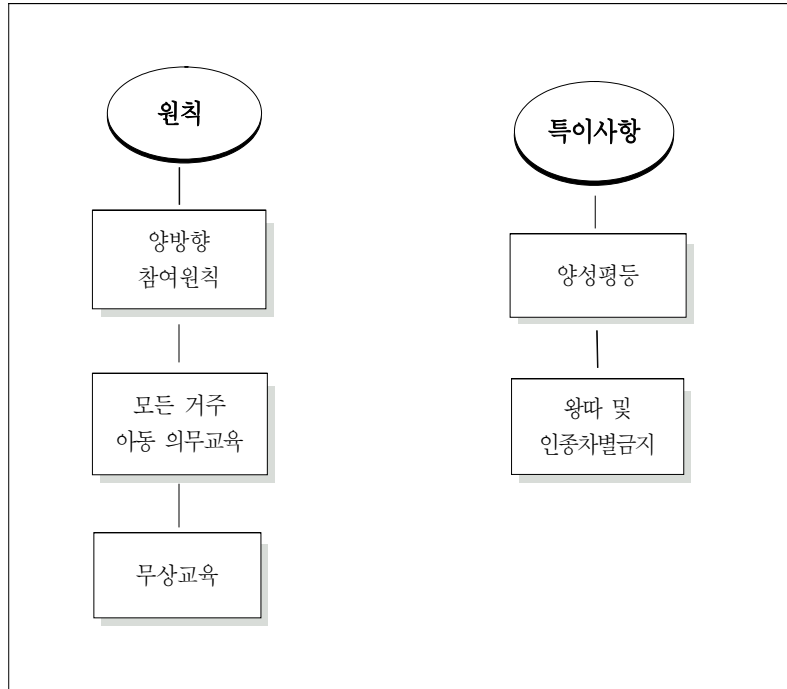 원칙
양방향
참여원칙
모든 거주
아동 의무교육
무상교육
특이사항
양성평등
왕따 및
인종차별금지